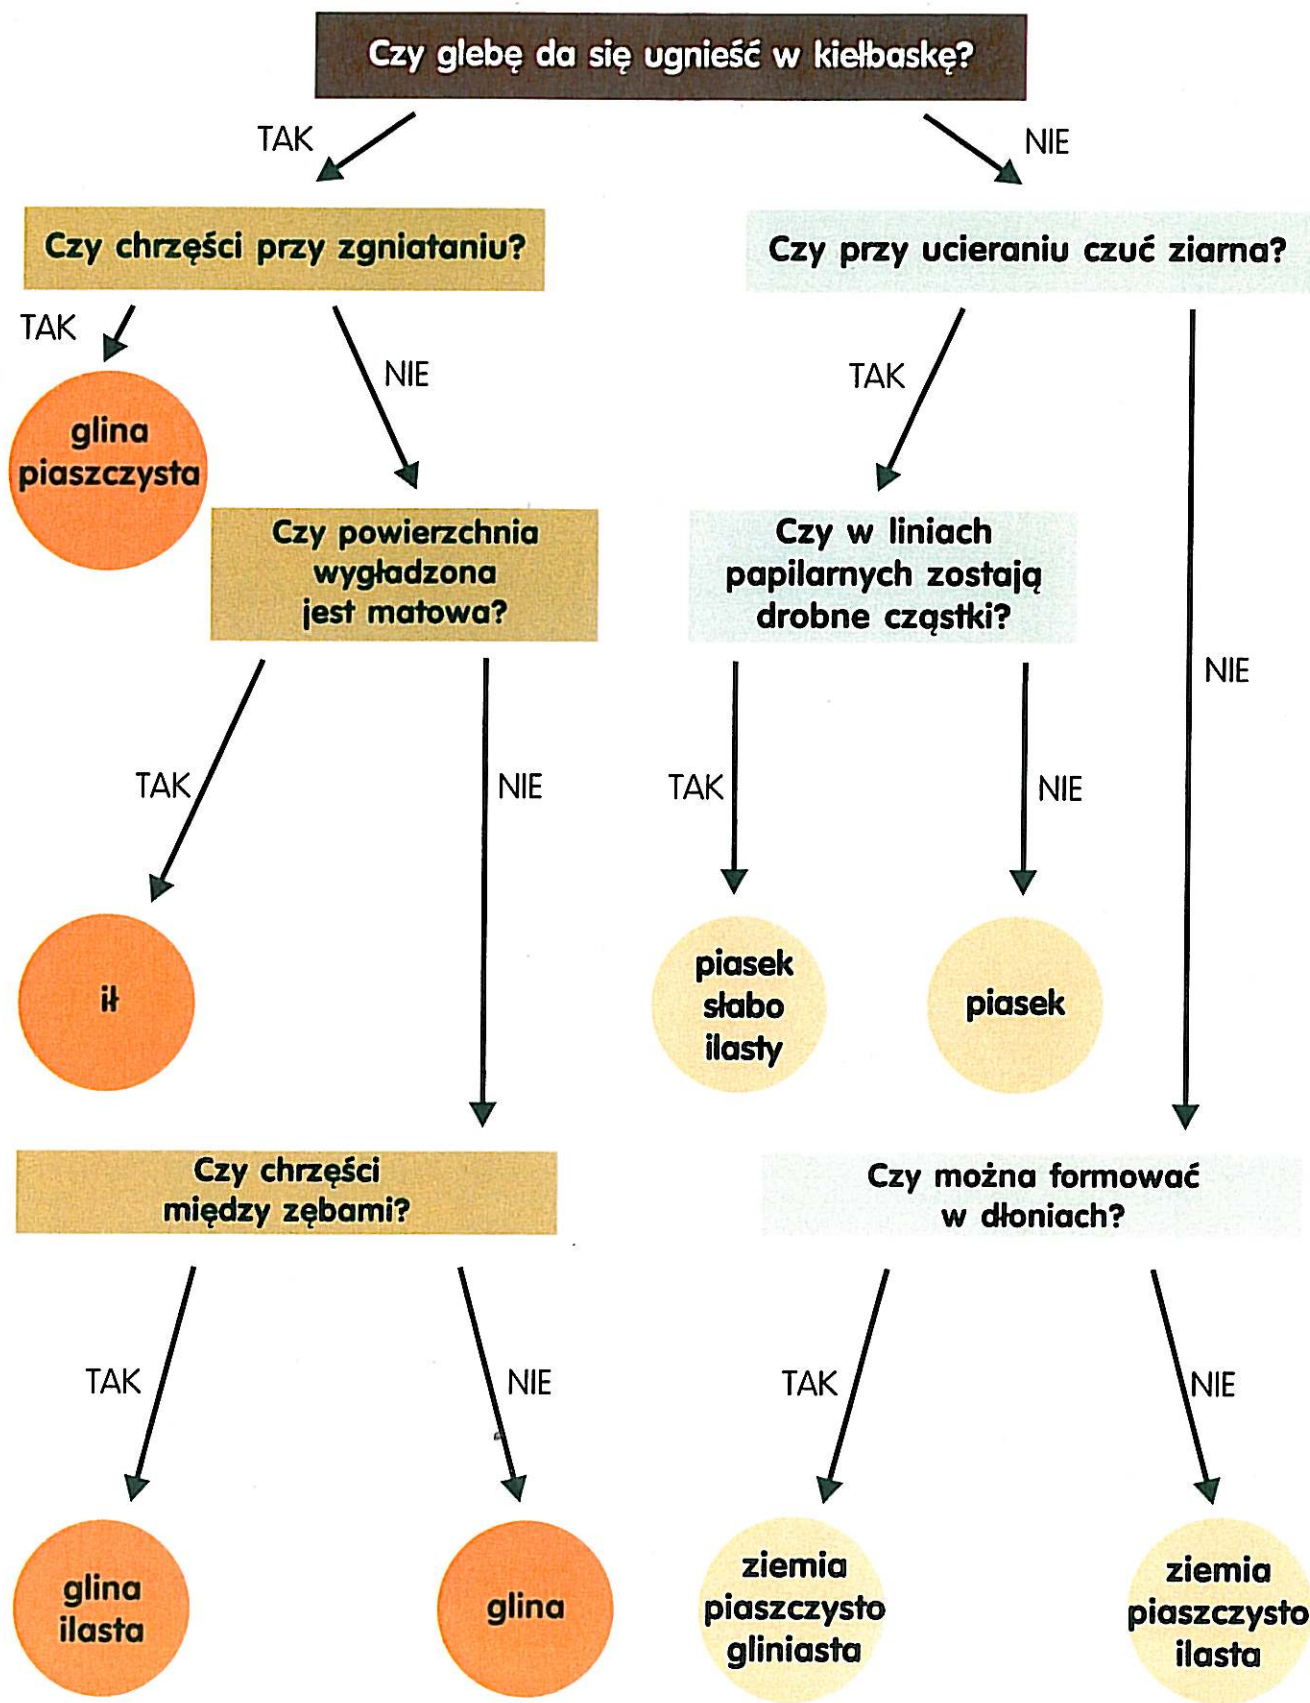 Czy glebę da się ugnieść w kiełbaskę?
TAK
NIE
Czy chrzęści przy zgniataniu?
Czy przy ucieraniu czuć ziarna?
TAK
NIE
TAK
NIE
glina
piaszczysta
Czy powierzchnia
wygładzona
jest matowa?
Czy w liniach
papilarnych zostają
drobne cząstki?
TAK
NIE
TAK
NIE
ił
piasek
słabo
ilasty
piasek
Czy chrzęści
między zębami?
Czy można formować
w dłoniach?
TAK
NIE
TAK
NIE
glina
ilasta
glina
ziemia
piaszczysto
gliniasta
ziemia
piaszczysto
ilasta